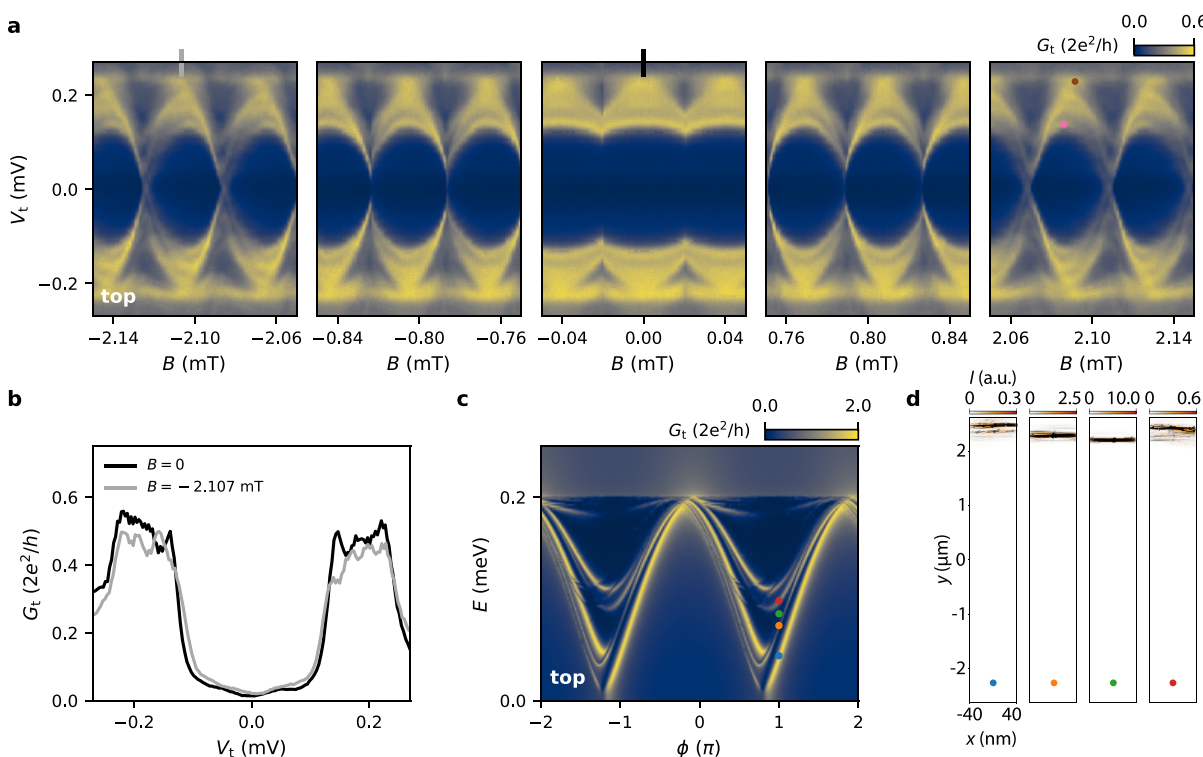 a
0.0 0.6
G_t (2e²/h)
V_t (mV)
0.2
0.0
−0.2
top
−2.14 −2.10 −2.06
−0.84 −0.80 −0.76
−0.04 0.00 0.04
0.76 0.80 0.84
2.06 2.10 2.14
B (mT) B (mT) B (mT) B (mT) B (mT)
b
G_t (2e²/h)
0.6
0.4
0.2
0.0
B = 0
B = −2.107 mT
−0.2 0.0 0.2
V_t (mV)
c
0.0 2.0
G_t (2e²/h)
E (meV)
0.2
0.0
top
−2 −1 0 1 2
ϕ (π)
d
I (a.u.)
0 0.3 0 2.5 0 10.0 0 0.6
y (μm)
2
1
0
-1
-2
-40 40
x (nm)